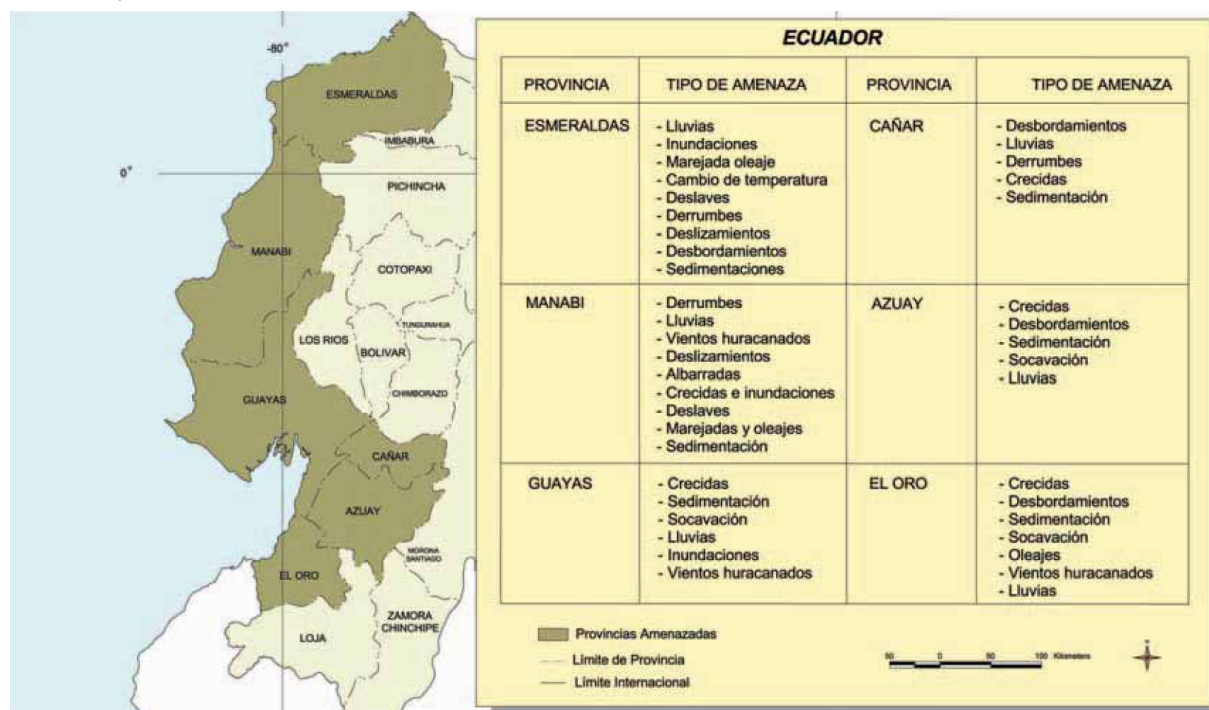 -80°
0°
ESMERALDAS
IMBABURA
PICHINCHA
MANABI
COTOPAXI
TUNGURAHUA
LOS RIOS
BOLIVAR
CHIMBORAZO
GUAYAS
CAÑAR
AZUAY
MORONA
SANTIAGO
EL ORO
ZAMORA
CHINCHIPE
LOJA
ECUADOR
PROVINCIA TIPO DE AMENAZA PROVINCIA TIPO DE AMENAZA
ESMERALDAS
- Lluvias
- Inundaciones
- Marejada oleaje
- Cambio de temperatura
- Deslaves
- Derrumbes
- Deslizamientos
- Desbordamientos
- Sedimentaciones
CAÑAR
- Desbordamientos
- Lluvias
- Derrumbes
- Crecidas
- Sedimentación
MANABI
- Derrumbes
- Lluvias
- Vientos huracanados
- Deslizamientos
- Albarradas
- Crecidas e inundaciones
- Deslaves
- Marejadas y oleajes
- Sedimentación
AZUAY
- Crecidas
- Desbordamientos
- Sedimentación
- Socavación
- Lluvias
GUAYAS
- Crecidas
- Sedimentación
- Socavación
- Lluvias
- Inundaciones
- Vientos huracanados
EL ORO
- Crecidas
- Desbordamientos
- Sedimentación
- Socavación
- Oleajes
- Vientos huracanados
- Lluvias
Provincias Amenazadas
Límite de Provincia
Límite Internacional
50 0 50 100 Kilometers